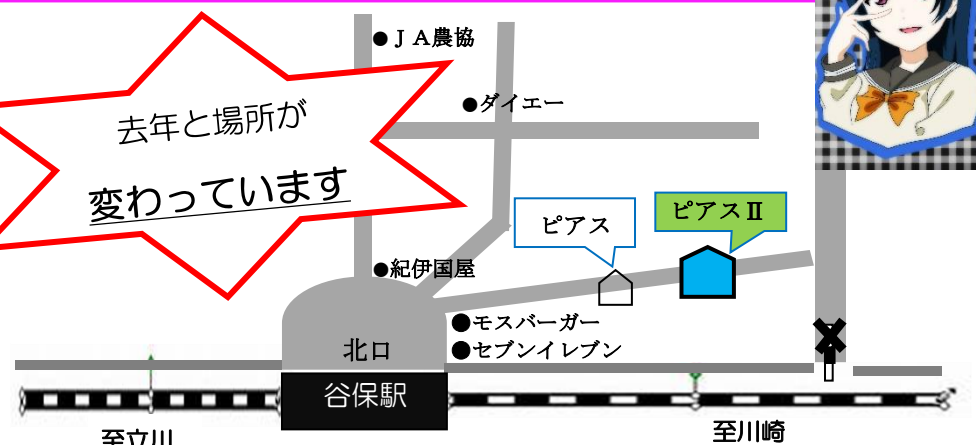 ●ＪＡ農協
●ダイエー
去年と場所が
変わっています
ピアス
ピアスⅡ
●紀伊国屋
●モスバーガー
●セブンイレブン
北口
谷保駅
至立川
至川崎